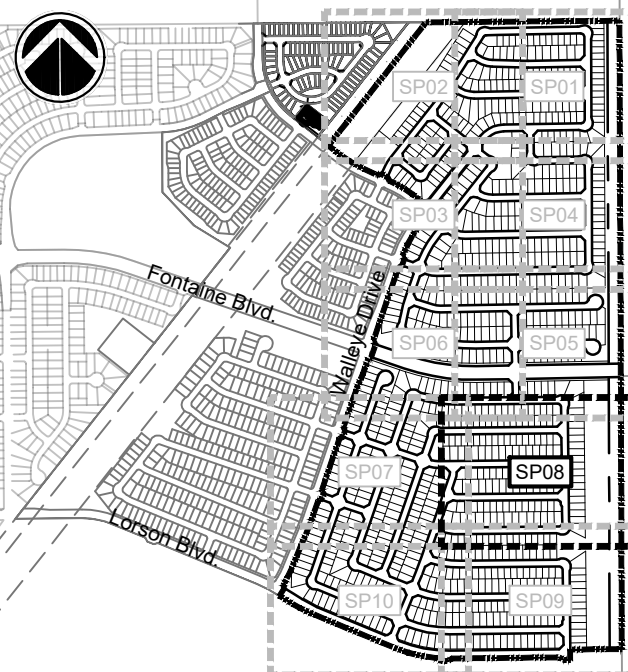 SP02
SP01
SP03
SP04
Fontaine Blvd.
Walleye Drive
SP06
SP05
SP07
SP08
Lorson Blvd.
SP10
SP09